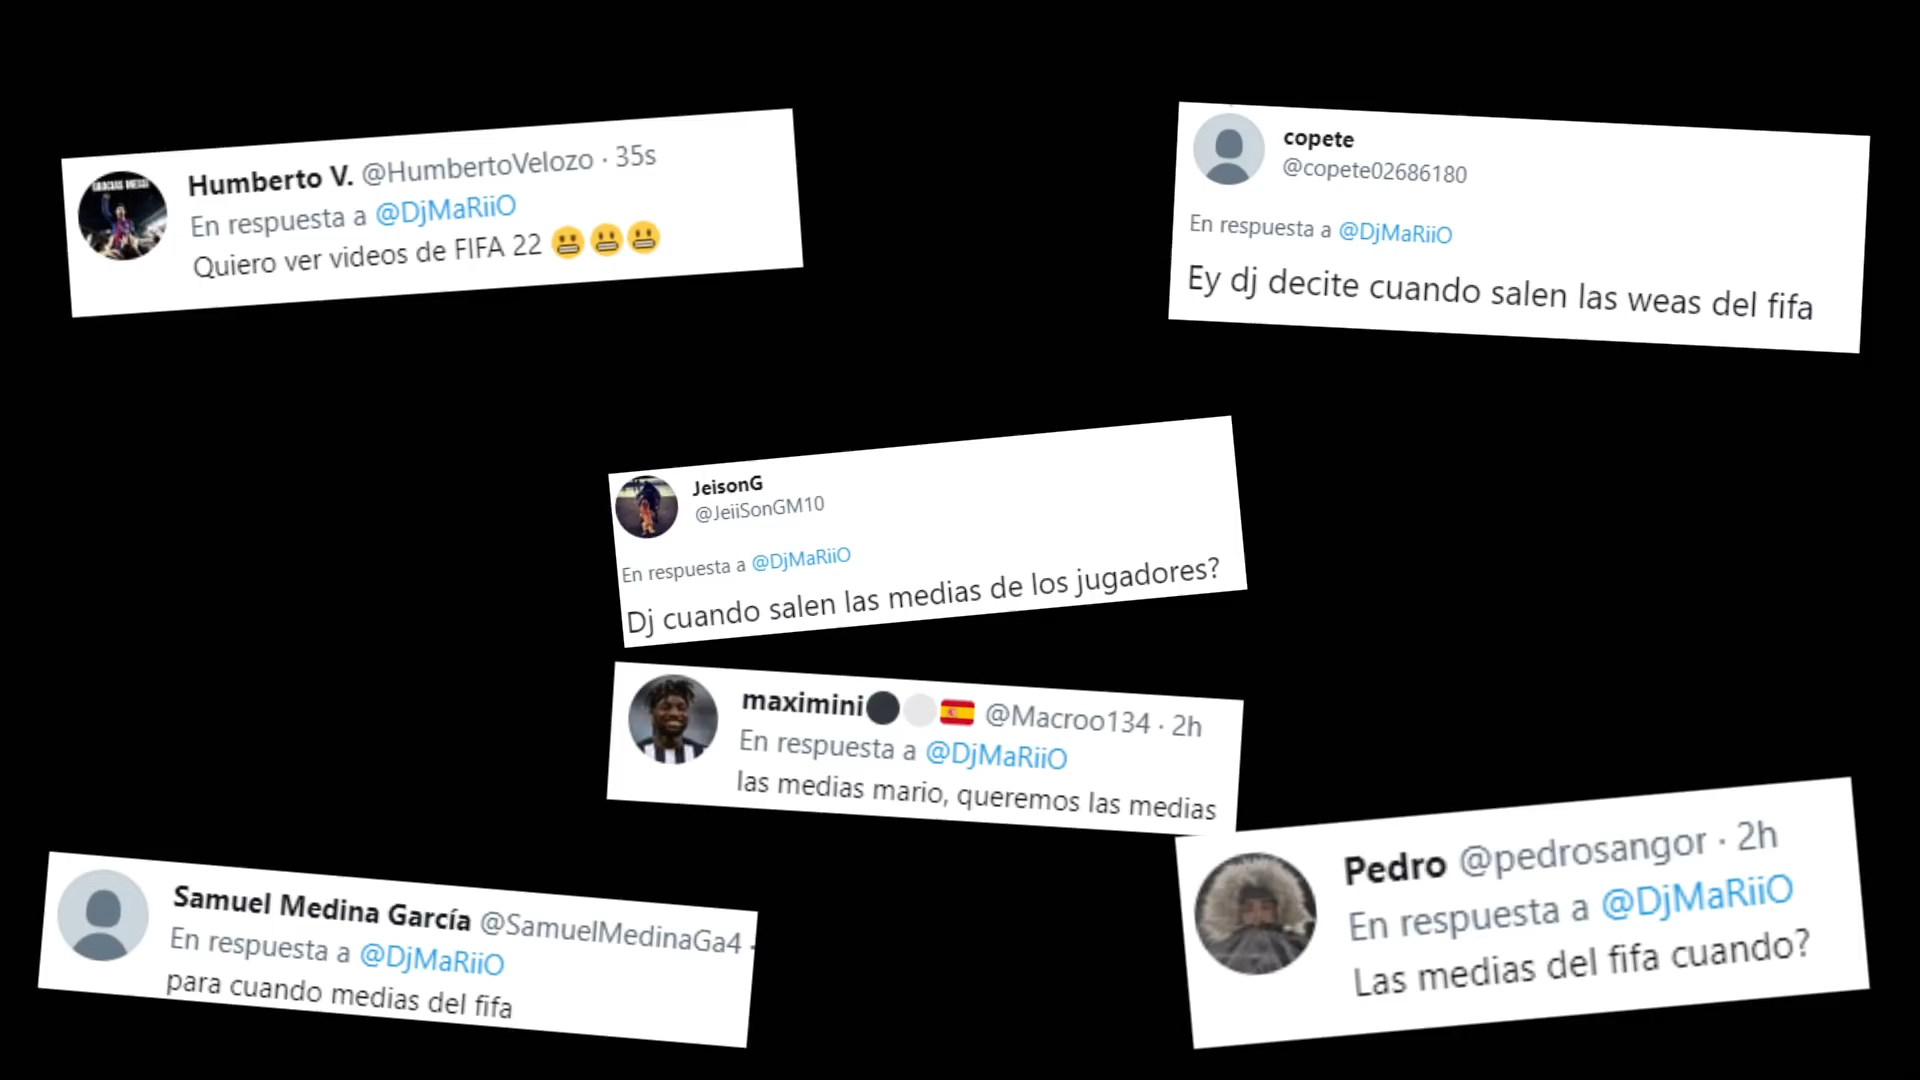 Humberto V. @HumbertoVelozo · 35s
En respuesta a @DjMaRiiO
Quiero ver videos de FIFA 22 😬😬😬
copete
@copete02686180
En respuesta a @DjMaRiiO
Ey dj decite cuando salen las weas del fifa
JeisonG
@JeiiSonGM10
En respuesta a @DjMaRiiO
Dj cuando salen las medias de los jugadores?
maximini⚫⚪🇪🇸 @Macroo134 · 2h
En respuesta a @DjMaRiiO
las medias mario, queremos las medias
Samuel Medina García @SamuelMedinaGa4 ·
En respuesta a @DjMaRiiO
para cuando medias del fifa
Pedro @pedrosangor · 2h
En respuesta a @DjMaRiiO
Las medias del fifa cuando?